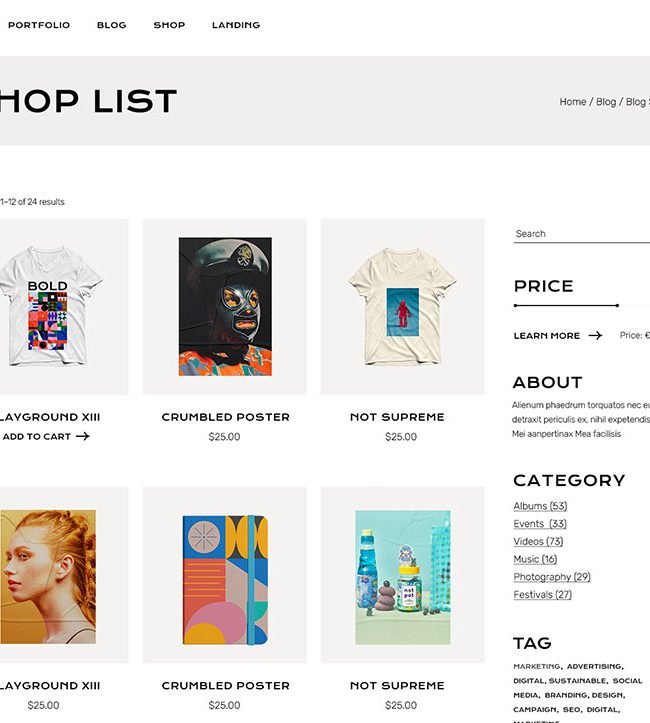 PORTFOLIO BLOG SHOP LANDING
HOP LIST
Home / Blog / Blog S
1–12 of 24 results
Search
BOLD
PRICE
LEARN MORE → Price: €
ABOUT
Alienum phaedrum torquatos nec eu
detraxit periculis ex, nihil expetendis
Mei aanpertinax Mea facilisis
LAYGROUND XIII
ADD TO CART →
CRUMBLED POSTER
$25.00
NOT SUPREME
$25.00
CATEGORY
Albums (53)
Events (33)
Videos (73)
Music (16)
Photography (29)
Festivals (27)
not
pot
TAG
MARKETING, ADVERTISING,
DIGITAL, SUSTAINABLE, SOCIAL
MEDIA, BRANDING, DESIGN,
CAMPAIGN, SEO, DIGITAL,
MARKETING
LAYGROUND XIII
$25.00
CRUMBLED POSTER
$25.00
NOT SUPREME
$25.00